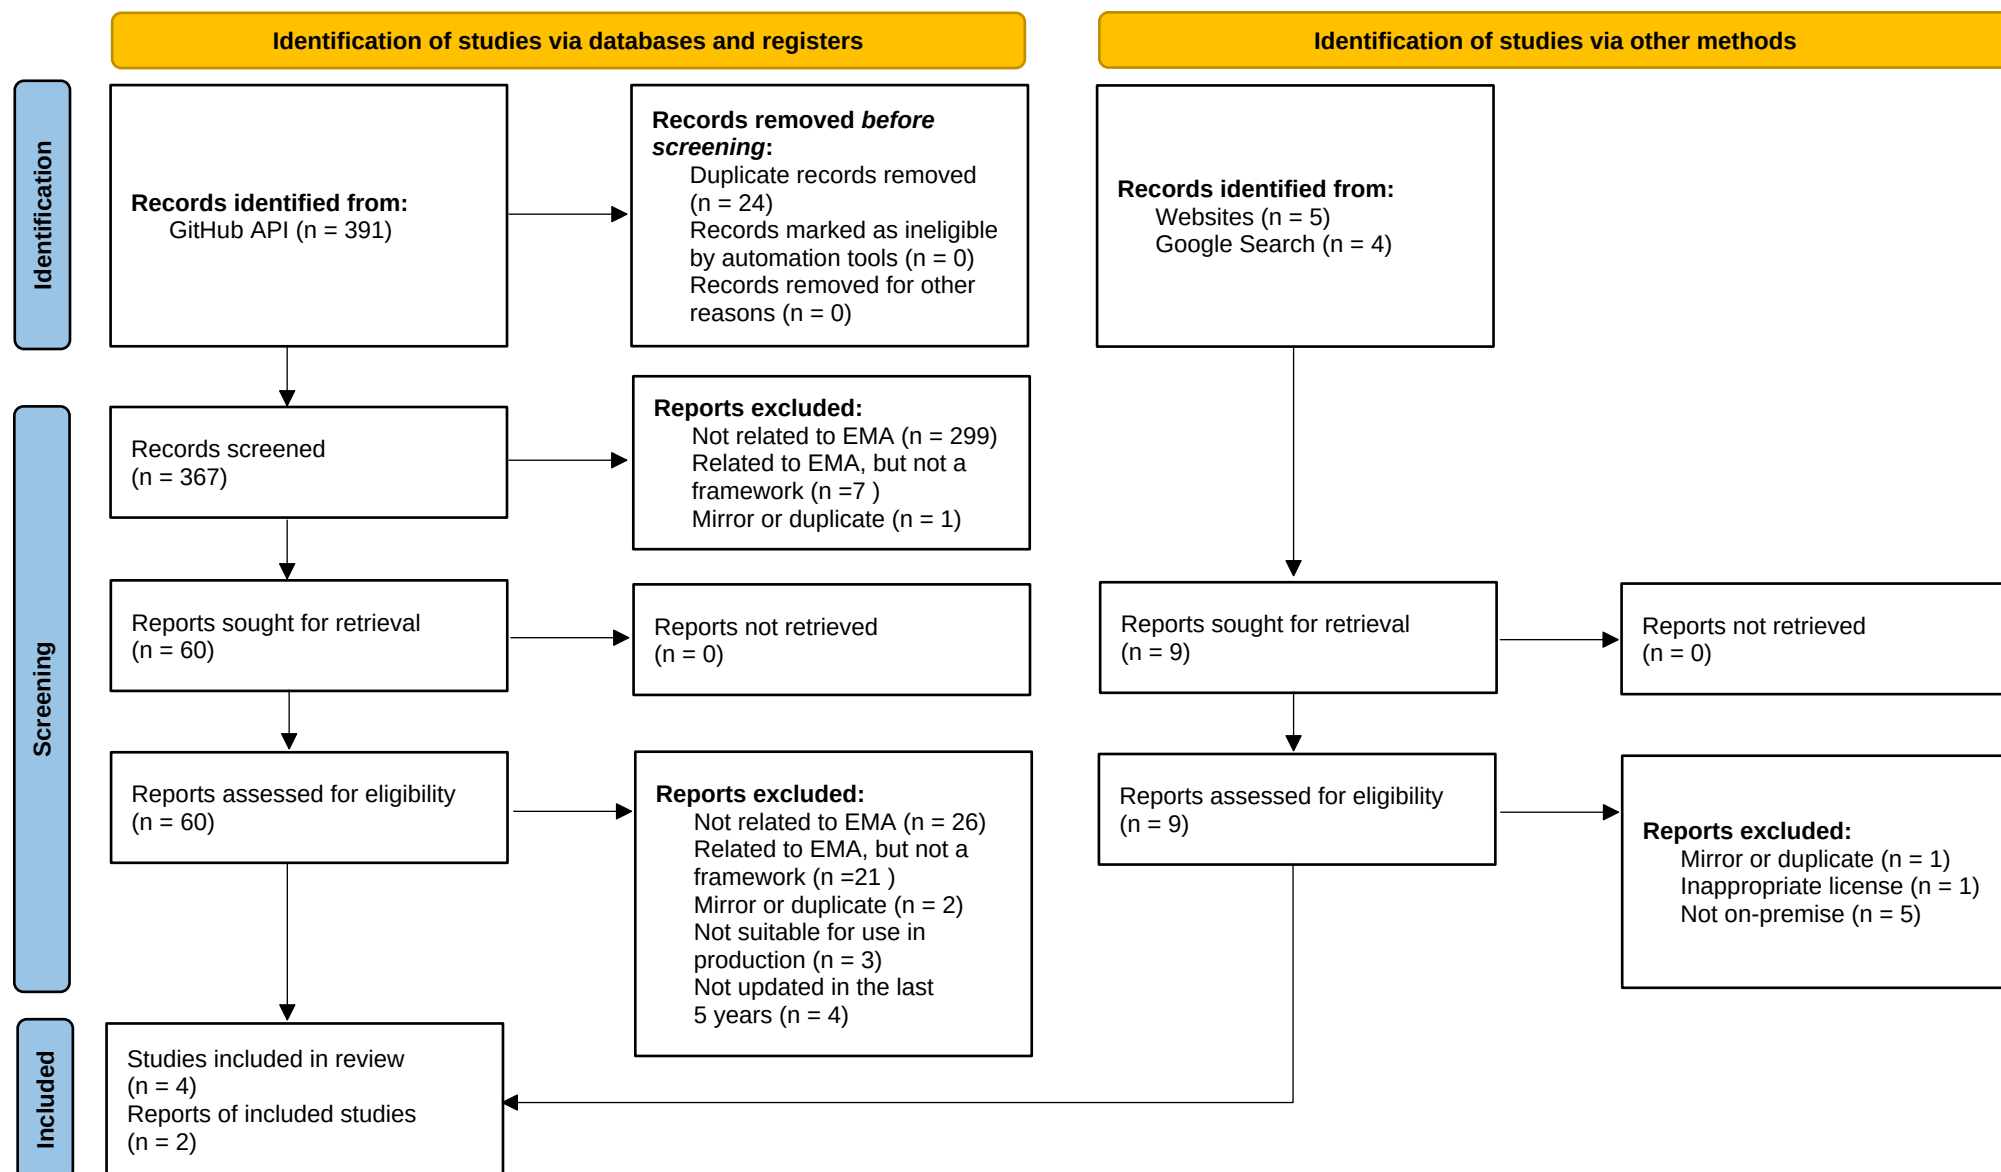 Identification of studies via databases and registers
Identification of studies via other methods
Identification
Records identified from:
GitHub API (n = 391)
Records removed before
screening:
Duplicate records removed
(n = 24)
Records marked as ineligible
by automation tools (n = 0)
Records removed for other
reasons (n = 0)
Records identified from:
Websites (n = 5)
Google Search (n = 4)
Screening
Records screened
(n = 367)
Reports excluded:
Not related to EMA (n = 299)
Related to EMA, but not a
framework (n =7 )
Mirror or duplicate (n = 1)
Reports sought for retrieval
(n = 60)
Reports not retrieved
(n = 0)
Reports sought for retrieval
(n = 9)
Reports not retrieved
(n = 0)
Reports assessed for eligibility
(n = 60)
Reports excluded:
Not related to EMA (n = 26)
Related to EMA, but not a
framework (n =21 )
Mirror or duplicate (n = 2)
Not suitable for use in
production (n = 3)
Not updated in the last
5 years (n = 4)
Reports assessed for eligibility
(n = 9)
Reports excluded:
Mirror or duplicate (n = 1)
Inappropriate license (n = 1)
Not on-premise (n = 5)
Included
Studies included in review
(n = 4)
Reports of included studies
(n = 2)